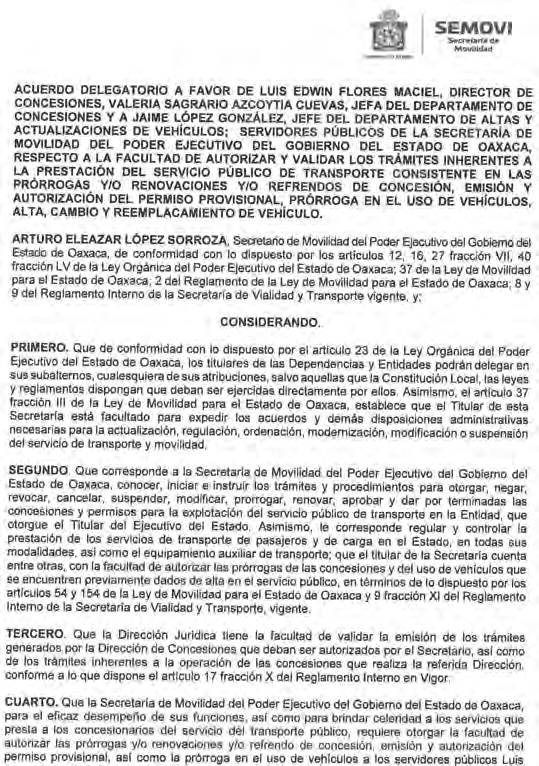 SEMOVI
Secretaría de
Movilidad
ACUERDO DELEGATORIO A FAVOR DE LUIS EDWIN FLORES MACIEL, DIRECTOR DE
CONCESIONES, VALERIA SAGRARIO AZCOYTIA CUEVAS, JEFA DEL DEPARTAMENTO DE
CONCESIONES Y A JAIME LÓPEZ GONZÁLEZ, JEFE DEL DEPARTAMENTO DE ALTAS Y
ACTUALIZACIONES DE VEHÍCULOS; SERVIDORES PÚBLICOS DE LA SECRETARÍA DE
MOVILIDAD DEL PODER EJECUTIVO DEL GOBIERNO DEL ESTADO DE OAXACA,
RESPECTO A LA FACULTAD DE AUTORIZAR Y VALIDAR LOS TRÁMITES INHERENTES A
LA PRESTACIÓN DEL SERVICIO PÚBLICO DE TRANSPORTE CONSISTENTE EN LAS
PRÓRROGAS Y/O RENOVACIONES Y/O REFRENDOS DE CONCESIÓN, EMISIÓN Y
AUTORIZACIÓN DEL PERMISO PROVISIONAL, PRÓRROGA EN EL USO DE VEHÍCULOS,
ALTA, CAMBIO Y REEMPLACAMIENTO DE VEHÍCULO.
ARTURO ELEAZAR LÓPEZ SORROZA, Secretario de Movilidad del Poder Ejecutivo del Gobierno del
Estado de Oaxaca, de conformidad con lo dispuesto por los artículos 12, 16, 27 fracción VII, 40
fracción LV de la Ley Orgánica del Poder Ejecutivo del Estado de Oaxaca; 37 de la Ley de Movilidad
para el Estado de Oaxaca; 2 del Reglamento de la Ley de Movilidad para el Estado de Oaxaca; 8 y
9 del Reglamento Interno de la Secretaría de Vialidad y Transporte vigente, y;
CONSIDERANDO.
PRIMERO. Que de conformidad con lo dispuesto por el artículo 23 de la Ley Orgánica del Poder
Ejecutivo del Estado de Oaxaca, los titulares de las Dependencias y Entidades podrán delegar en
sus subalternos, cualesquiera de sus atribuciones, salvo aquellas que la Constitución Local, las leyes
y reglamentos dispongan que deban ser ejercidas directamente por ellos. Asimismo, el artículo 37
fracción III de la Ley de Movilidad para el Estado de Oaxaca, establece que el Titular de esta
Secretaría está facultado para expedir los acuerdos y demás disposiciones administrativas
necesarias para la actualización, regulación, ordenación, modernización, modificación o suspensión
del servicio de transporte y movilidad.
SEGUNDO. Que corresponde a la Secretaría de Movilidad del Poder Ejecutivo del Gobierno del
Estado de Oaxaca, conocer, iniciar e instruir los trámites y procedimientos para otorgar, negar,
revocar, cancelar, suspender, modificar, prorrogar, renovar, aprobar y dar por terminadas las
concesiones y permisos para la explotación del servicio público de transporte en la Entidad, que
otorgue el Titular del Ejecutivo del Estado. Asimismo, le corresponde regular y controlar la
prestación de los servicios de transporte de pasajeros y de carga en el Estado, en todas sus
modalidades, así como el equipamiento auxiliar de transporte; que el titular de la Secretaría cuenta
entre otras, con la facultad de autorizar las prórrogas de las concesiones y del uso de vehículos que
se encuentren previamente dados de alta en el servicio público, en términos de lo dispuesto por los
artículos 54 y 154 de la Ley de Movilidad para el Estado de Oaxaca y 9 fracción XI del Reglamento
Interno de la Secretaría de Vialidad y Transporte, vigente.
TERCERO. Que la Dirección Jurídica tiene la facultad de validar la emisión de los trámites
generados por la Dirección de Concesiones que deban ser autorizados por el Secretario, así como
de los trámites inherentes a la operación de las concesiones que realiza la referida Dirección,
conforme a lo que dispone el artículo 17 fracción X del Reglamento Interno en Vigor.
CUARTO. Que la Secretaría de Movilidad del Poder Ejecutivo del Gobierno del Estado de Oaxaca,
para el eficaz desempeño de sus funciones, así como para brindar celeridad a los servicios que
presta a los concesionarios del servicio del transporte público, requiere otorgar la facultad de
autorizar las prórrogas y/o renovaciones y/o refrendo de concesión, emisión y autorización del
permiso provisional, así como la prórroga en el uso de vehículos a los servidores públicos Luis